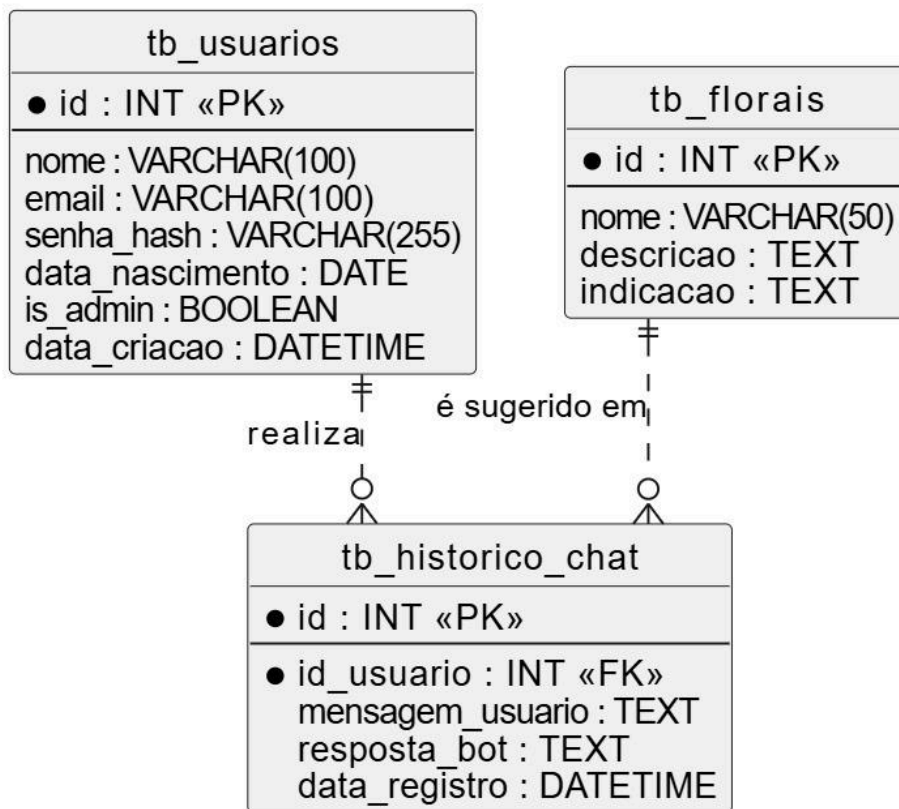 tb_usuarios
● id : INT «PK»
nome : VARCHAR(100)
email : VARCHAR(100)
senha_hash : VARCHAR(255)
data_nascimento : DATE
is_admin : BOOLEAN
data_criacao : DATETIME
tb_florais
● id : INT «PK»
nome : VARCHAR(50)
descricao : TEXT
indicacao : TEXT
realiza
é sugerido em
tb_historico_chat
● id : INT «PK»
● id_usuario : INT «FK»
mensagem_usuario : TEXT
resposta_bot : TEXT
data_registro : DATETIME